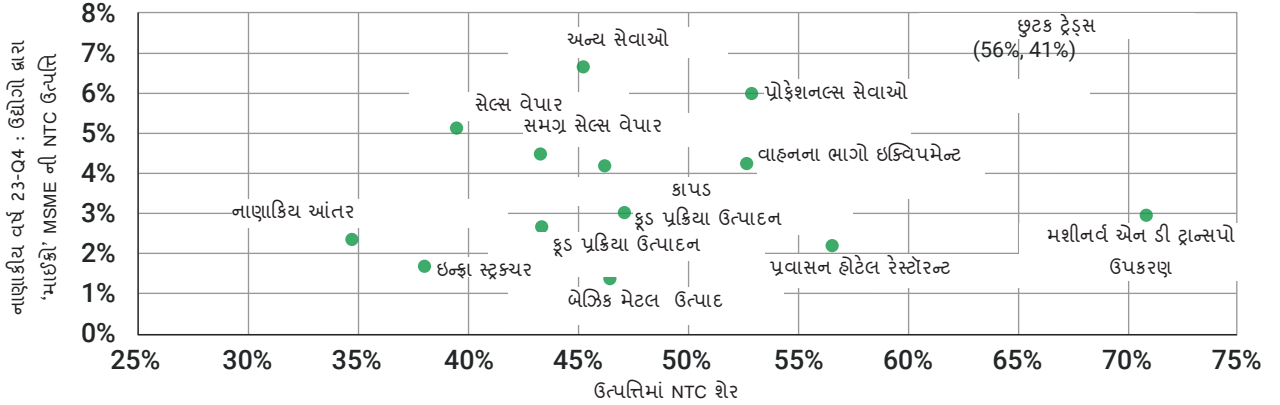 નાણાકીય વર્ષ 23-Q4 : ઉદ્યોગો દ્વારા
‘માઈક્રો’ MSME ની NTC ઉત્પત્તિ
8%
7%
6%
5%
4%
3%
2%
1%
0%
છુટક ટ્રેડ્સ
(56%, 41%)
અન્ય સેવાઓ
પ્રોફેશનલ્સ સેવાઓ
સેલ્સ વેપાર
સમગ્ર સેલ્સ વેપાર
વાહનના ભાગો ઇક્વિપમેન્ટ
કાપડ
નાણાકિય આંતર
ફૂડ પ્રક્રિયા ઉત્પાદન
મશીનર્વ એન ડી ટ્રાન્સપો
ઉપકરણ
ફૂડ પ્રક્રિયા ઉત્પાદન
ઇન્ફ્રા સ્ટ્રક્ચર
પ્રવાસન હોટેલ રેસ્ટૉરન્ટ
બેઝિક મેટલ ઉત્પાદ
25% 30% 35% 40% 45% 50% 55% 60% 65% 70% 75%
ઉત્પત્તિમાં NTC શેર